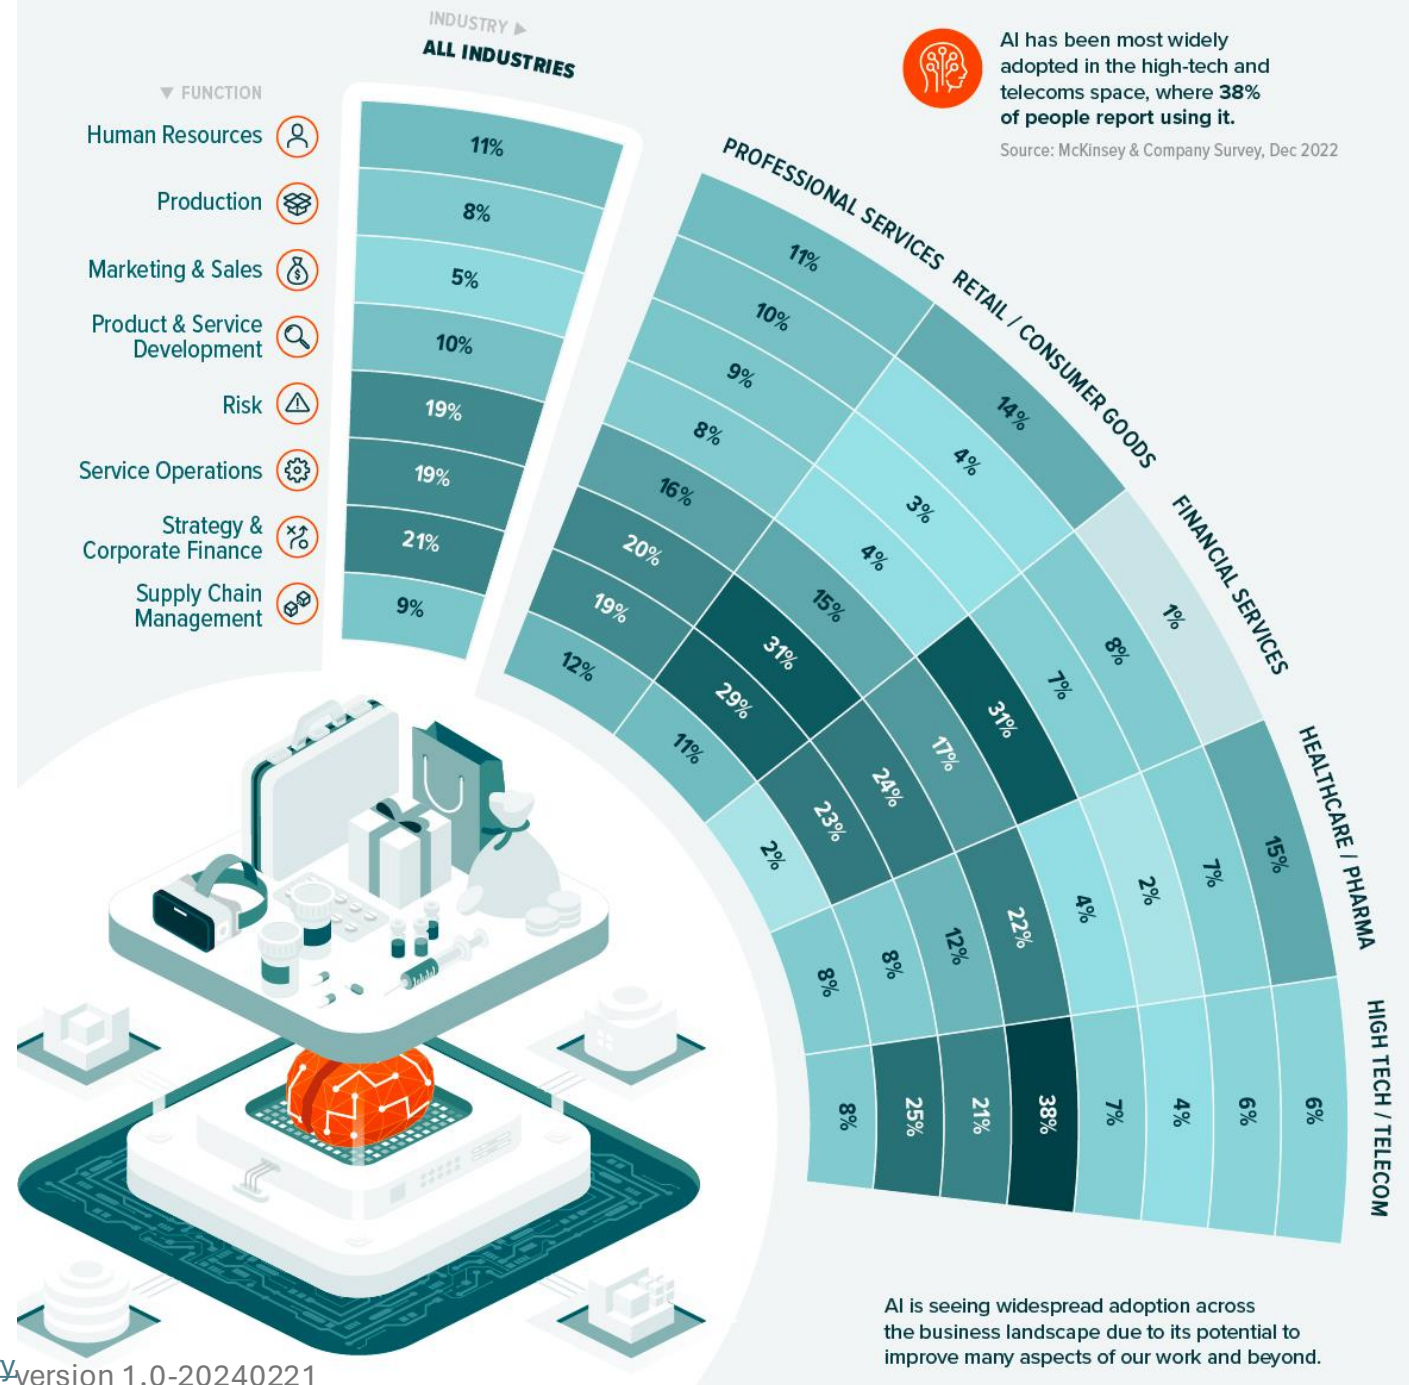 INDUSTRY ▶
ALL INDUSTRIES
AI has been most widely
adopted in the high-tech and
telecoms space, where 38%
of people report using it.
Source: McKinsey & Company Survey, Dec 2022
▼ FUNCTION
Human Resources
Production
Marketing & Sales
Product & Service
Development
Risk
Service Operations
Strategy &
Corporate Finance
Supply Chain
Management
11%
8%
5%
10%
19%
19%
21%
9%
PROFESSIONAL SERVICES
11%
10%
9%
8%
16%
20%
19%
12%
RETAIL / CONSUMER GOODS
14%
4%
3%
4%
15%
31%
29%
11%
FINANCIAL SERVICES
1%
8%
7%
31%
17%
24%
23%
2%
HEALTHCARE / PHARMA
15%
7%
2%
4%
22%
12%
8%
8%
HIGH TECH / TELECOM
6%
6%
4%
7%
38%
21%
25%
8%
AI is seeing widespread adoption across
the business landscape due to its potential to
improve many aspects of our work and beyond.
y
version 1.0-20240221